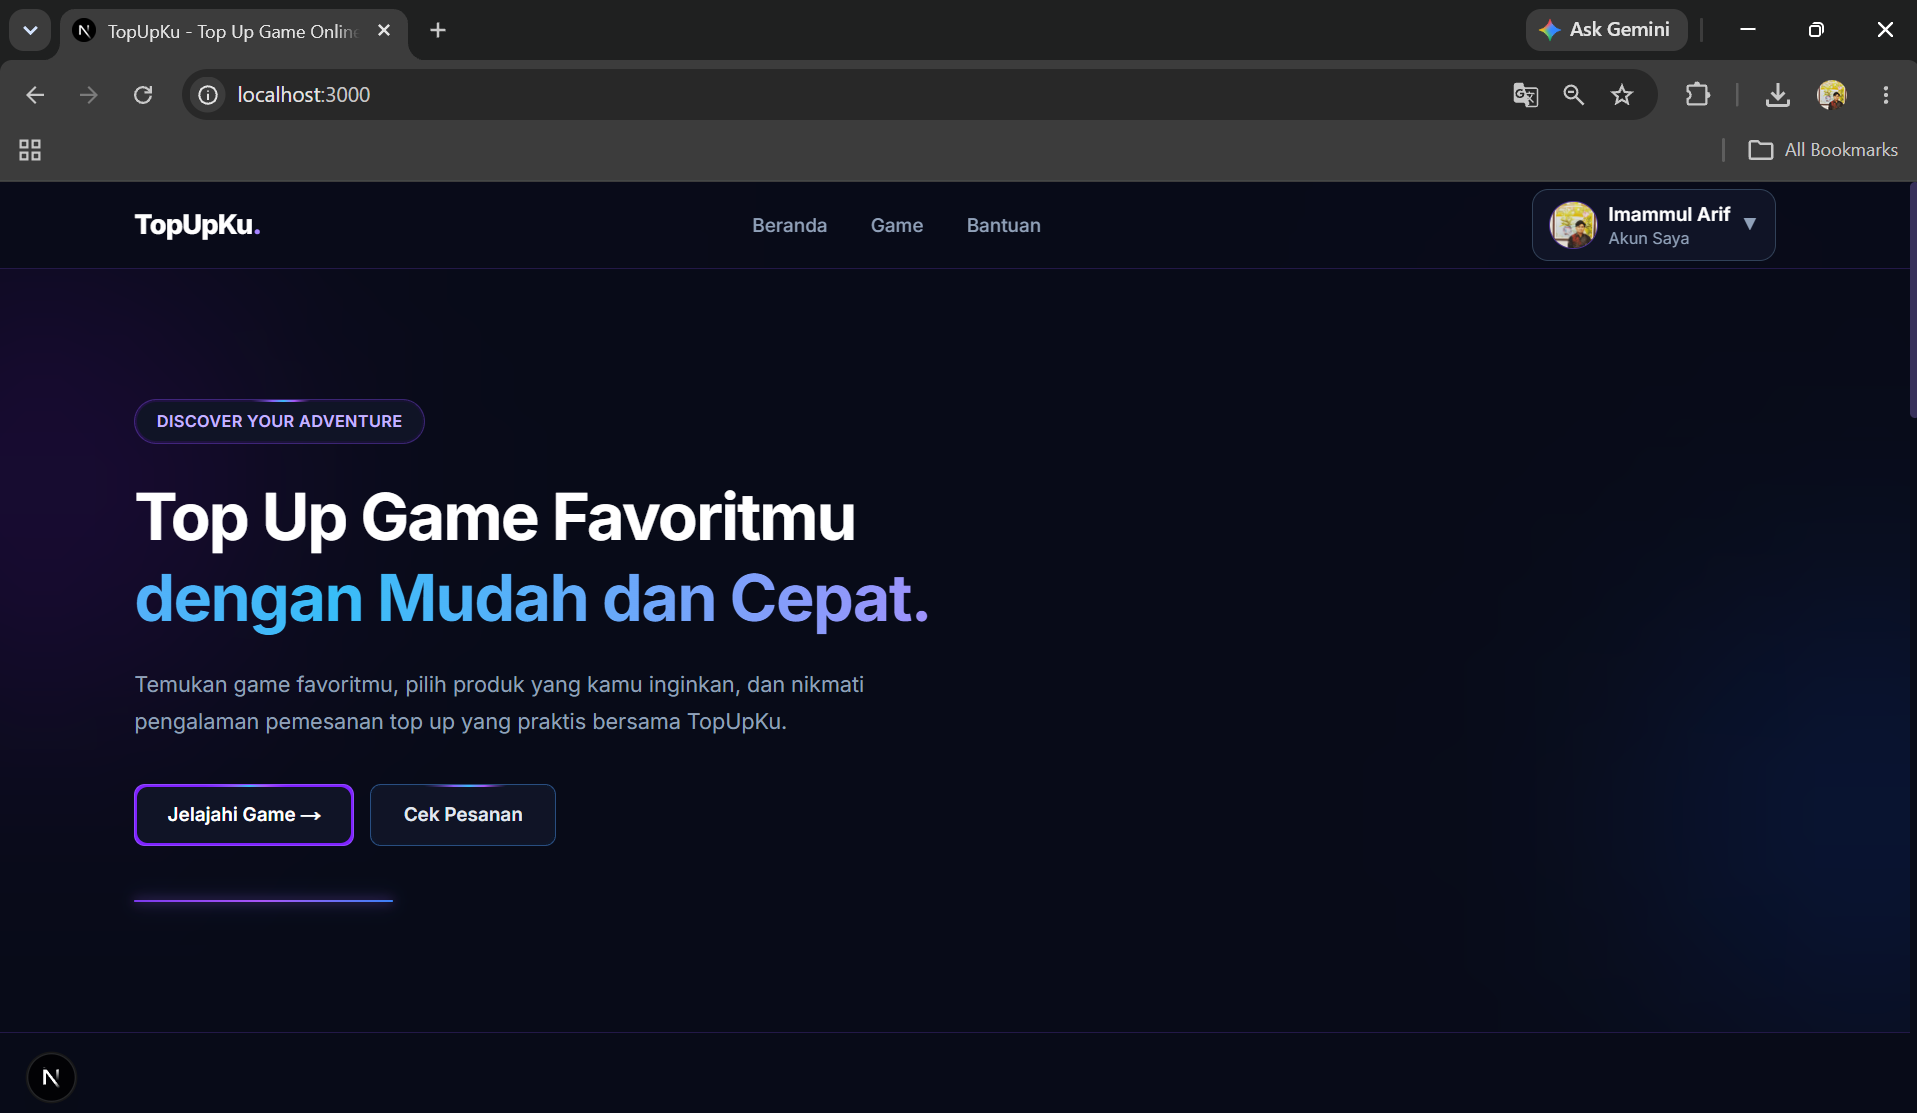 TopUpKu - Top Up Game Online
Ask Gemini
localhost:3000
All Bookmarks
TopUpKu.
Beranda
Game
Bantuan
Imammul Arif
Akun Saya
DISCOVER YOUR ADVENTURE
Top Up Game Favoritmu
dengan Mudah dan Cepat.
Temukan game favoritmu, pilih produk yang kamu inginkan, dan nikmati
pengalaman pemesanan top up yang praktis bersama TopUpKu.
Jelajahi Game →
Cek Pesanan
N